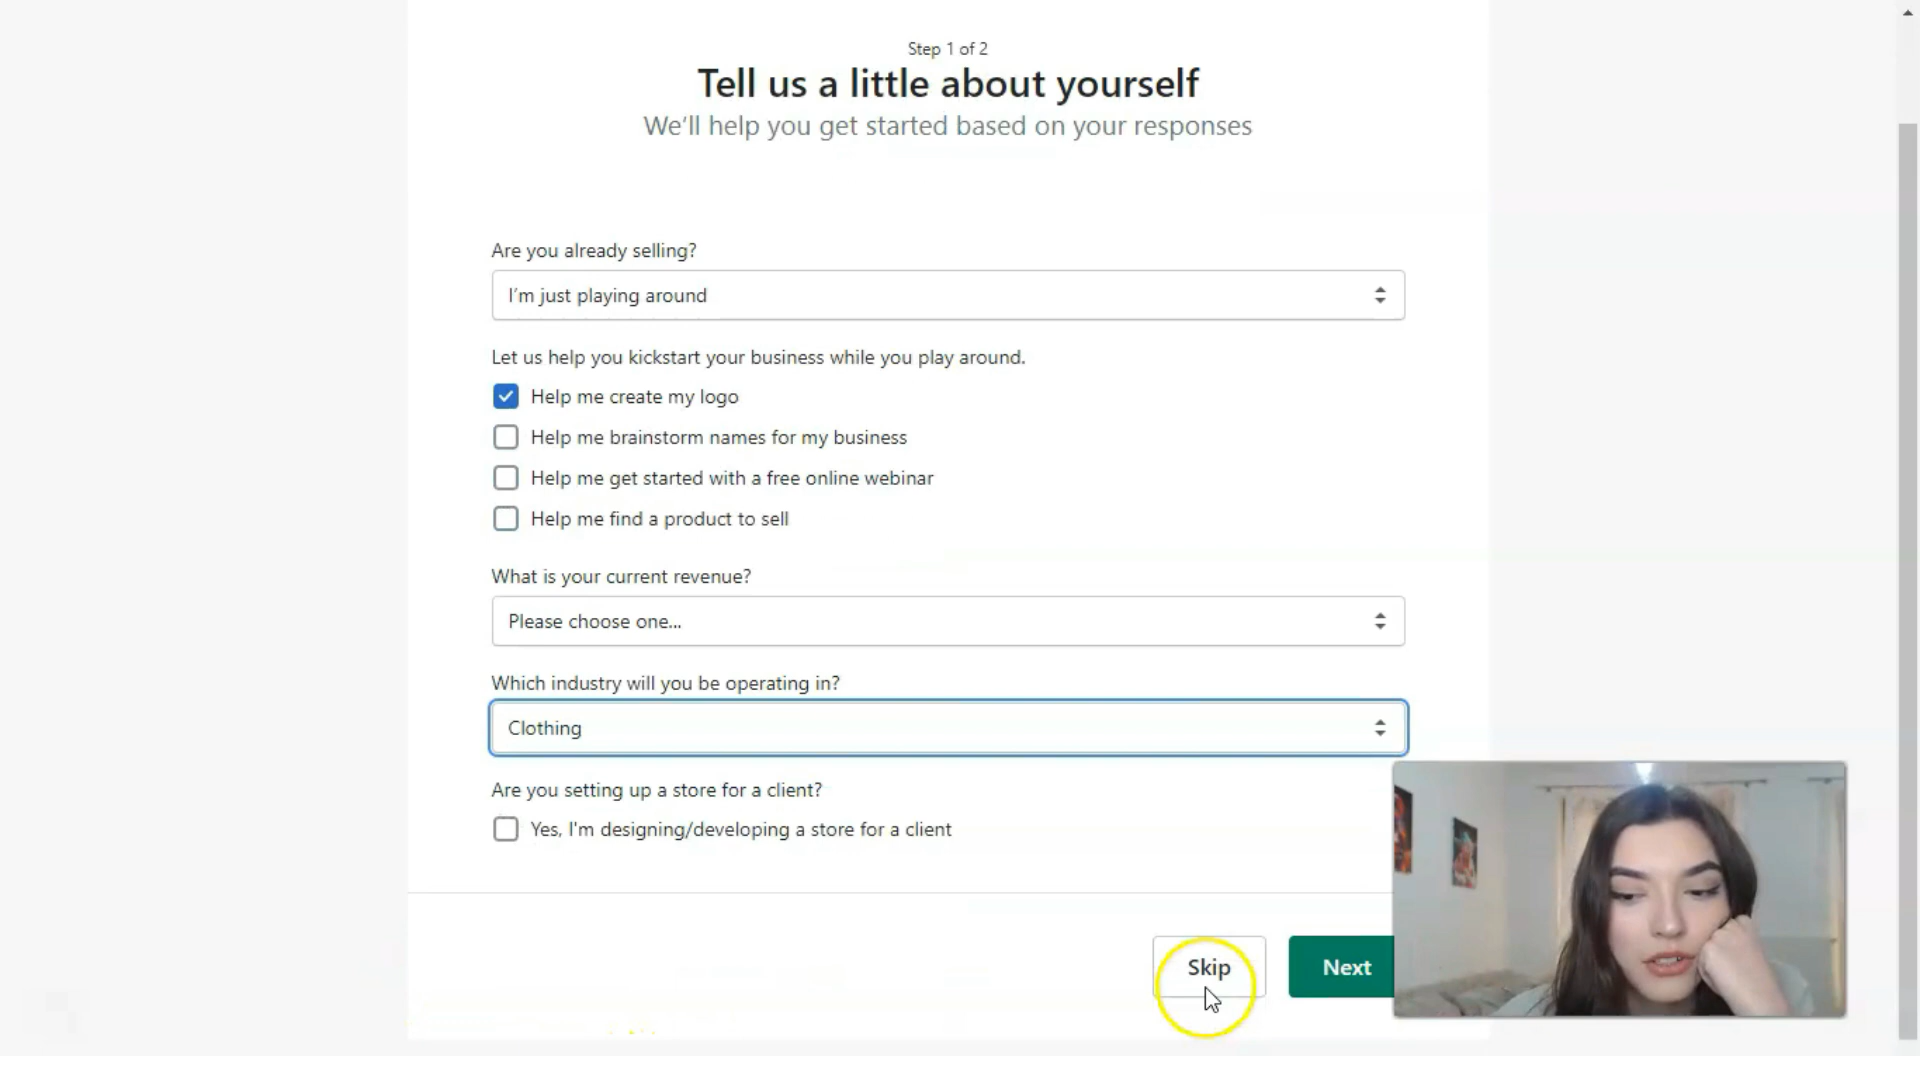 Step 1 of 2
Tell us a little about yourself
We'll help you get started based on your responses
Are you already selling?
I'm just playing around
Let us help you kickstart your business while you play around.
Help me create my logo
Help me brainstorm names for my business
Help me get started with a free online webinar
Help me find a product to sell
What is your current revenue?
Please choose one...
Which industry will you be operating in?
Clothing
Are you setting up a store for a client?
Yes, I'm designing/developing a store for a client
Skip
Next